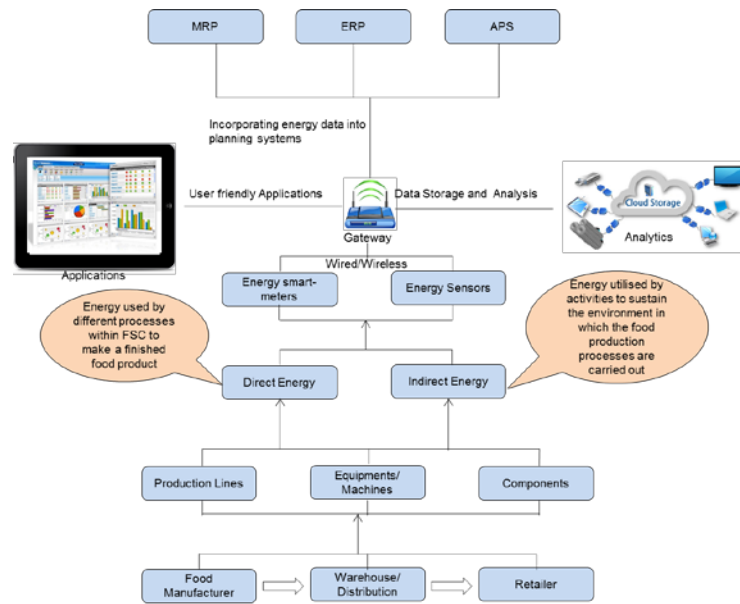 MRP
ERP
APS
Incorporating energy data into
planning systems
User friendly Applications
Data Storage and Analysis
Cloud Storage
Gateway
Analytics
Applications
Wired/Wireless
Energy smart-
meters
Energy Sensors
Energy used by
different processes
within FSC to
make a finished
food product
Energy utilised by
activities to sustain
the environment in
which the food
production
processes are
carried out
Direct Energy
Indirect Energy
Production Lines
Equipments/
Machines
Components
Food
Manufacturer
Warehouse/
Distribution
Retailer